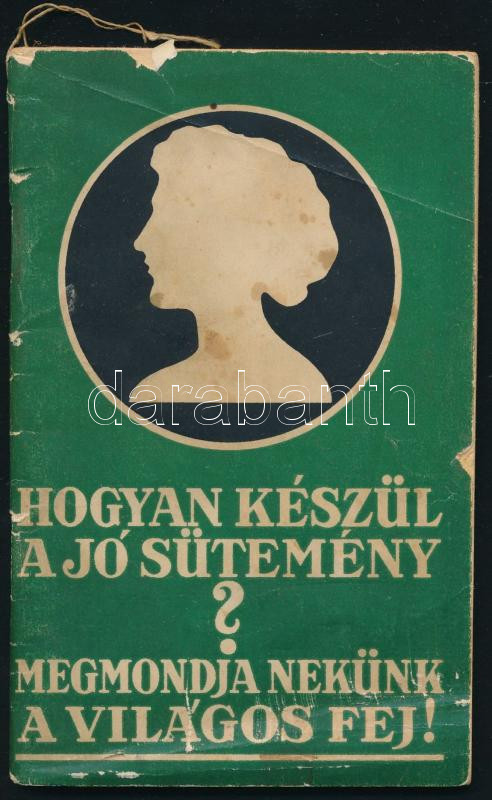 darabanth
HOGYAN KÉSZÜL
A JÓ SÜTEMÉNY
?
MEGMONDJA NEKÜNK
A VILÁGOS FEJ!